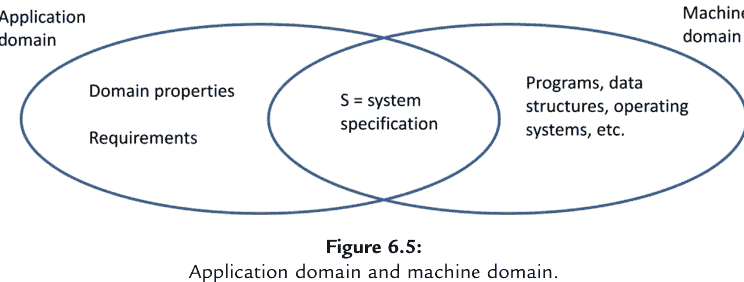 Application
domain
Machine
domain
Domain properties
Requirements
S = system
specification
Programs, data
structures, operating
systems, etc.
Figure 6.5:
Application domain and machine domain.